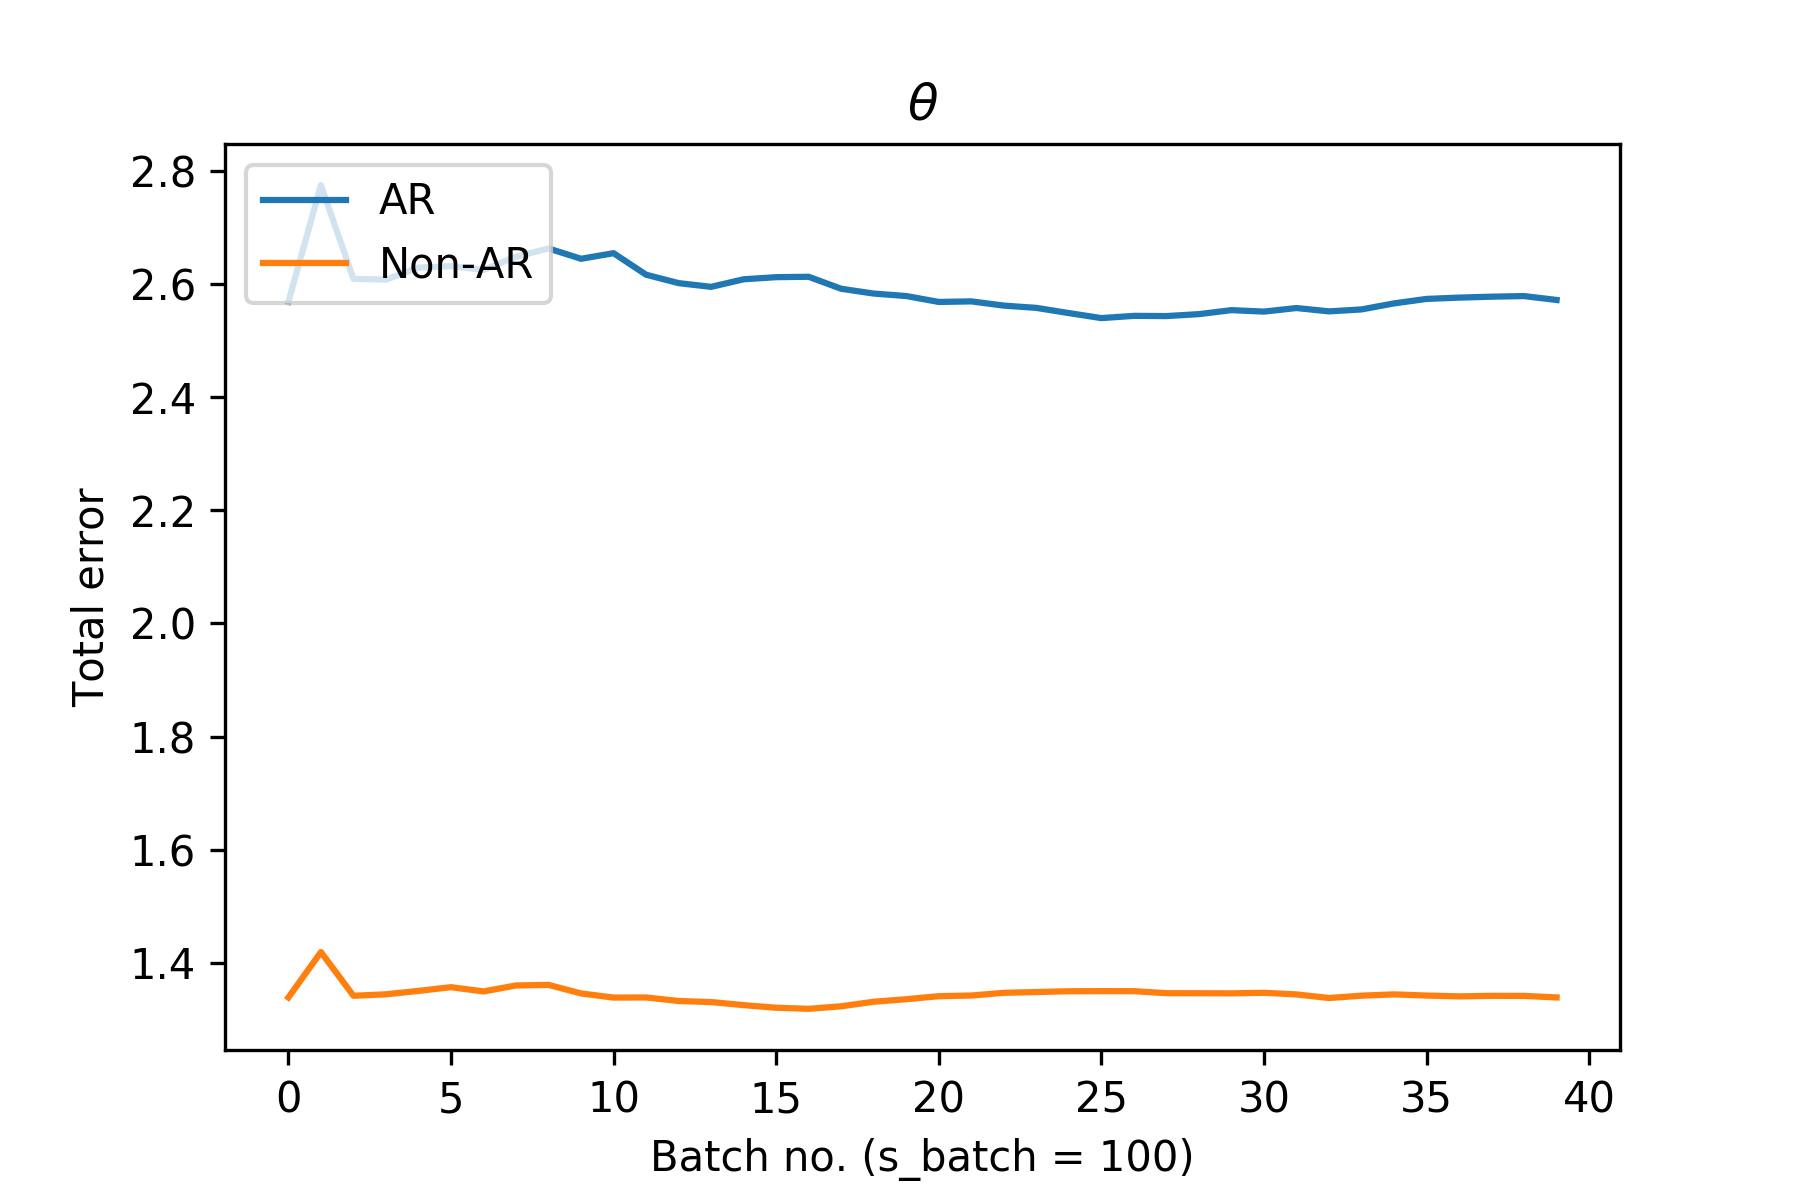 θ
AR
Non-AR
2.8
2.6
2.4
2.2
2.0
1.8
1.6
1.4
Total error
0 5 10 15 20 25 30 35 40
Batch no. (s_batch = 100)